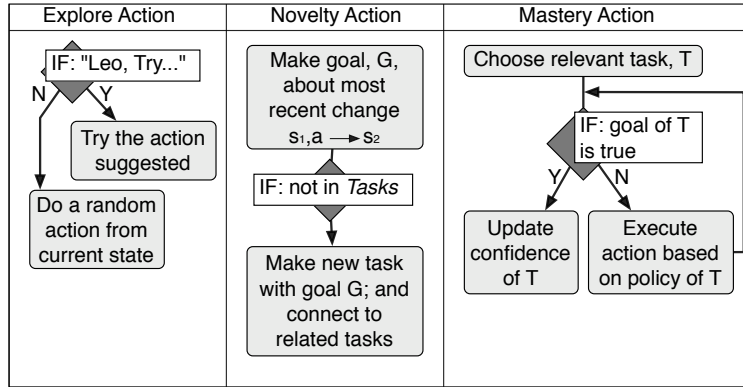 Explore Action
IF: "Leo, Try..."
N
Y
Try the action
suggested
Do a random
action from
current state
Novelty Action
Make goal, G,
about most
recent change
s1,a → s2
IF: not in Tasks
Make new task
with goal G; and
connect to
related tasks
Mastery Action
Choose relevant task, T
IF: goal of T
is true
Y
N
Update
confidence
of T
Execute
action based
on policy of T